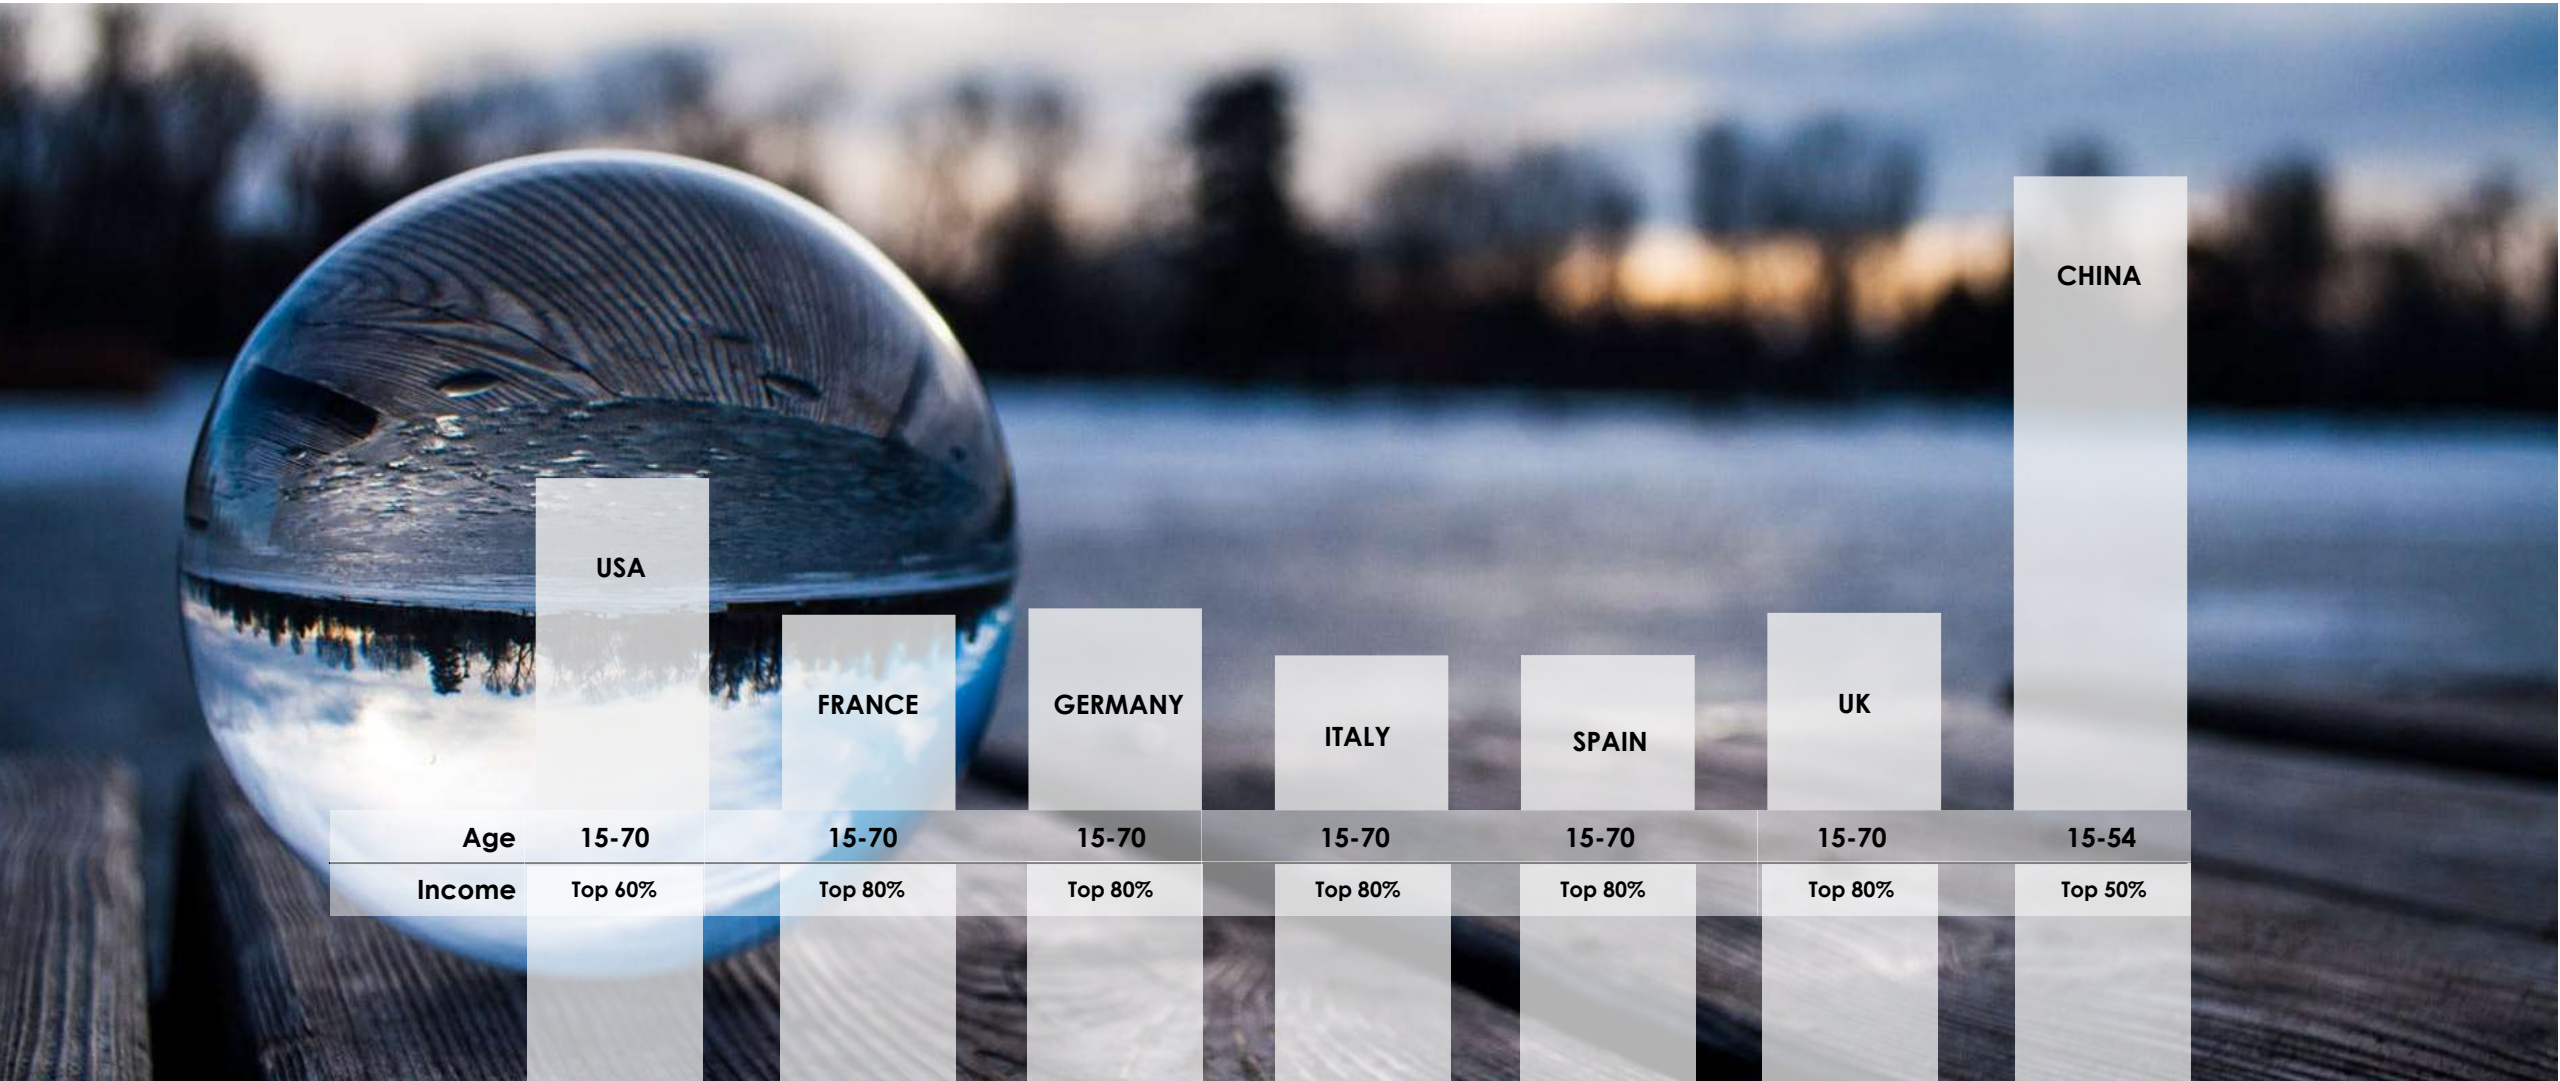 CHINA
USA
FRANCE GERMANY UK
ITALY SPAIN
Age 15-70 15-70 15-70 15-70 15-70 15-70 15-54
Income Top 60% Top 80% Top 80% Top 80% Top 80% Top 80% Top 50%